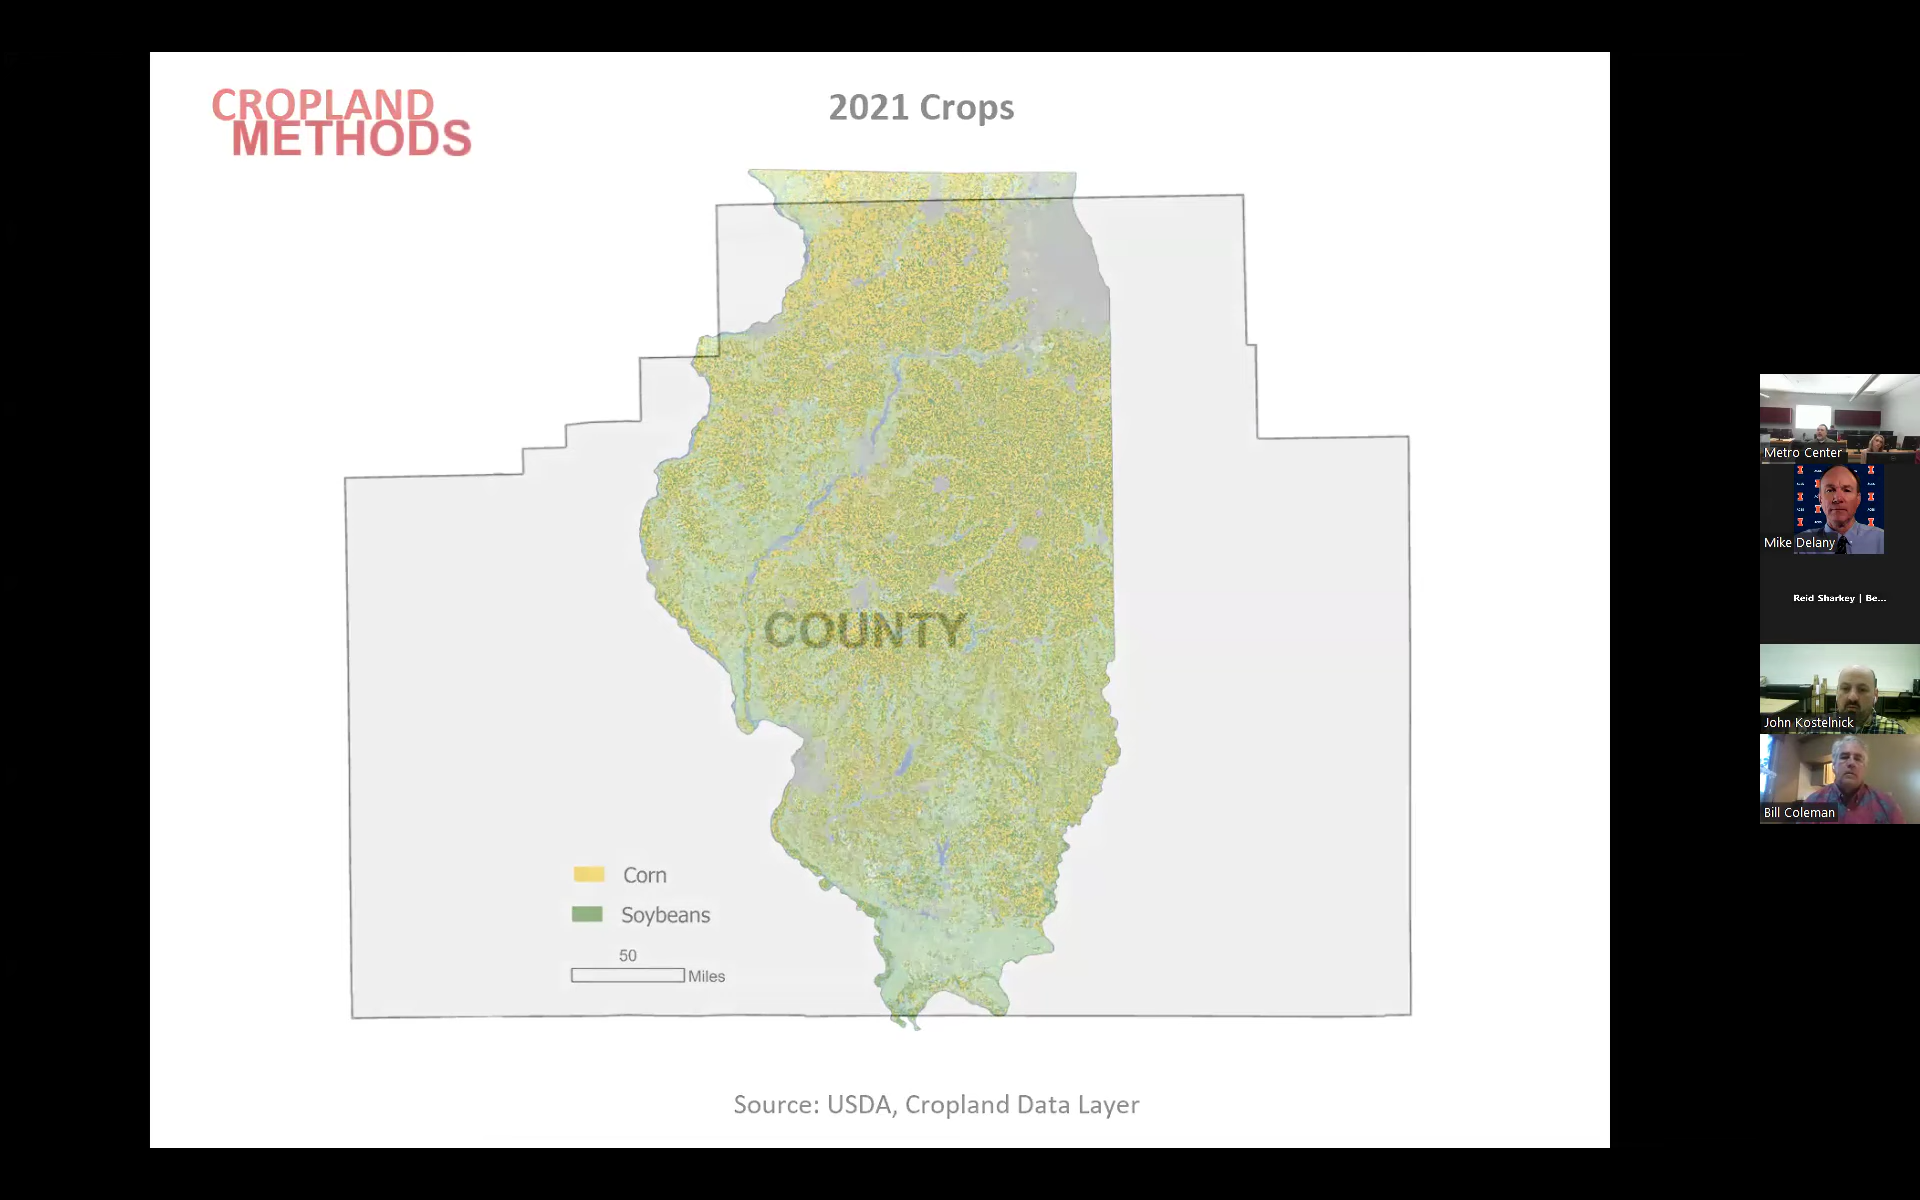 CROPLAND
METHODS
2021 Crops
COUNTY
Corn
Soybeans
50
Miles
Source: USDA, Cropland Data Layer
Metro Center
Mike Delany
Reid Sharkey | Be...
John Kostelnick
Bill Coleman